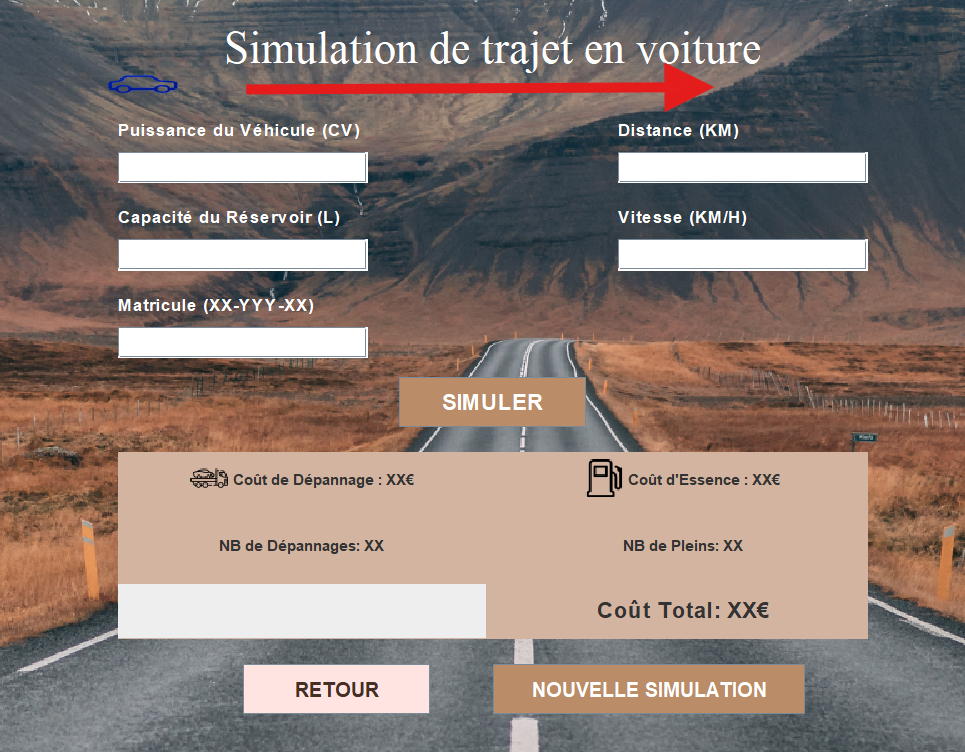 Simulation de trajet en voiture
Puissance du Véhicule (CV)
Distance (KM)
Capacité du Réservoir (L)
Vitesse (KM/H)
Matricule (XX-YYY-XX)
SIMULER
Coût de Dépannage : XX€
Coût d'Essence : XX€
NB de Dépannages: XX
NB de Pleins: XX
Coût Total: XX€
RETOUR
NOUVELLE SIMULATION